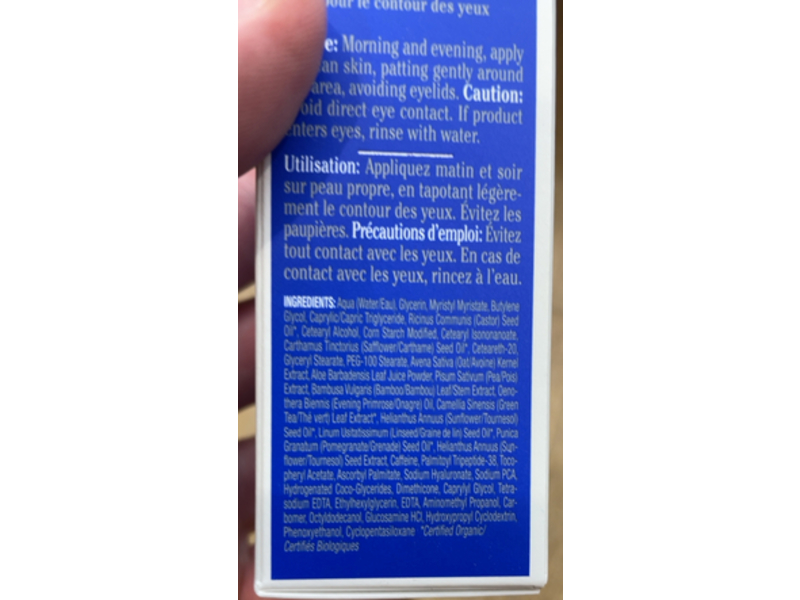 pour le contour des yeux
e: Morning and evening, apply
an skin, patting gently around
area, avoiding eyelids. Caution:
oid direct eye contact. If product
enters eyes, rinse with water.
Utilisation: Appliquez matin et soir
sur peau propre, en tapotant légère-
ment le contour des yeux. Évitez les
paupières. Précautions d'emploi: Évitez
tout contact avec les yeux. En cas de
contact avec les yeux, rincez à l'eau.
INGREDIENTS: Aqua (Water/Eau), Glycerin, Myristyl Myristate, Butylene
Glycol, Caprylic/Capric Triglyceride, Ricinus Communis (Castor) Seed
Oil*, Cetearyl Alcohol, Corn Starch Modified, Cetearyl Isononanoate,
Carthamus Tinctorius (Safflower/Carthame) Seed Oil*, Ceteareth-20,
Glyceryl Stearate, PEG-100 Stearate, Avena Sativa (Oat/Avoine) Kernel
Extract, Aloe Barbadensis Leaf Juice Powder, Pisum Sativum (Pea/Pois)
Extract, Bambusa Vulgaris (Bamboo/Bambou) Leaf/Stem Extract, Oeno-
thera Biennis (Evening Primrose/Onagre) Oil, Camellia Sinensis (Green
Tea/Thé vert) Leaf Extract*, Helianthus Annuus (Sunflower/Tournesol)
Seed Oil*, Linum Usitatissimum (Linseed/Graine de lin) Seed Oil*, Punica
Granatum (Pomegranate/Grenade) Seed Oil*, Helianthus Annuus (Sun-
flower/Tournesol) Seed Extract, Caffeine, Palmitoyl Tripeptide-38, Toco-
pheryl Acetate, Ascorbyl Palmitate, Sodium Hyaluronate, Sodium PCA,
Hydrogenated Coco-Glycerides, Dimethicone, Caprylyl Glycol, Tetra-
sodium EDTA, Ethylhexylglycerin, EDTA, Aminomethyl Propanol, Car-
bomer, Octyldodecanol, Glucosamine HCl, Hydroxypropyl Cyclodextrin,
Phenoxyethanol, Cyclopentasiloxane *Certified Organic/
Certifiés Biologiques